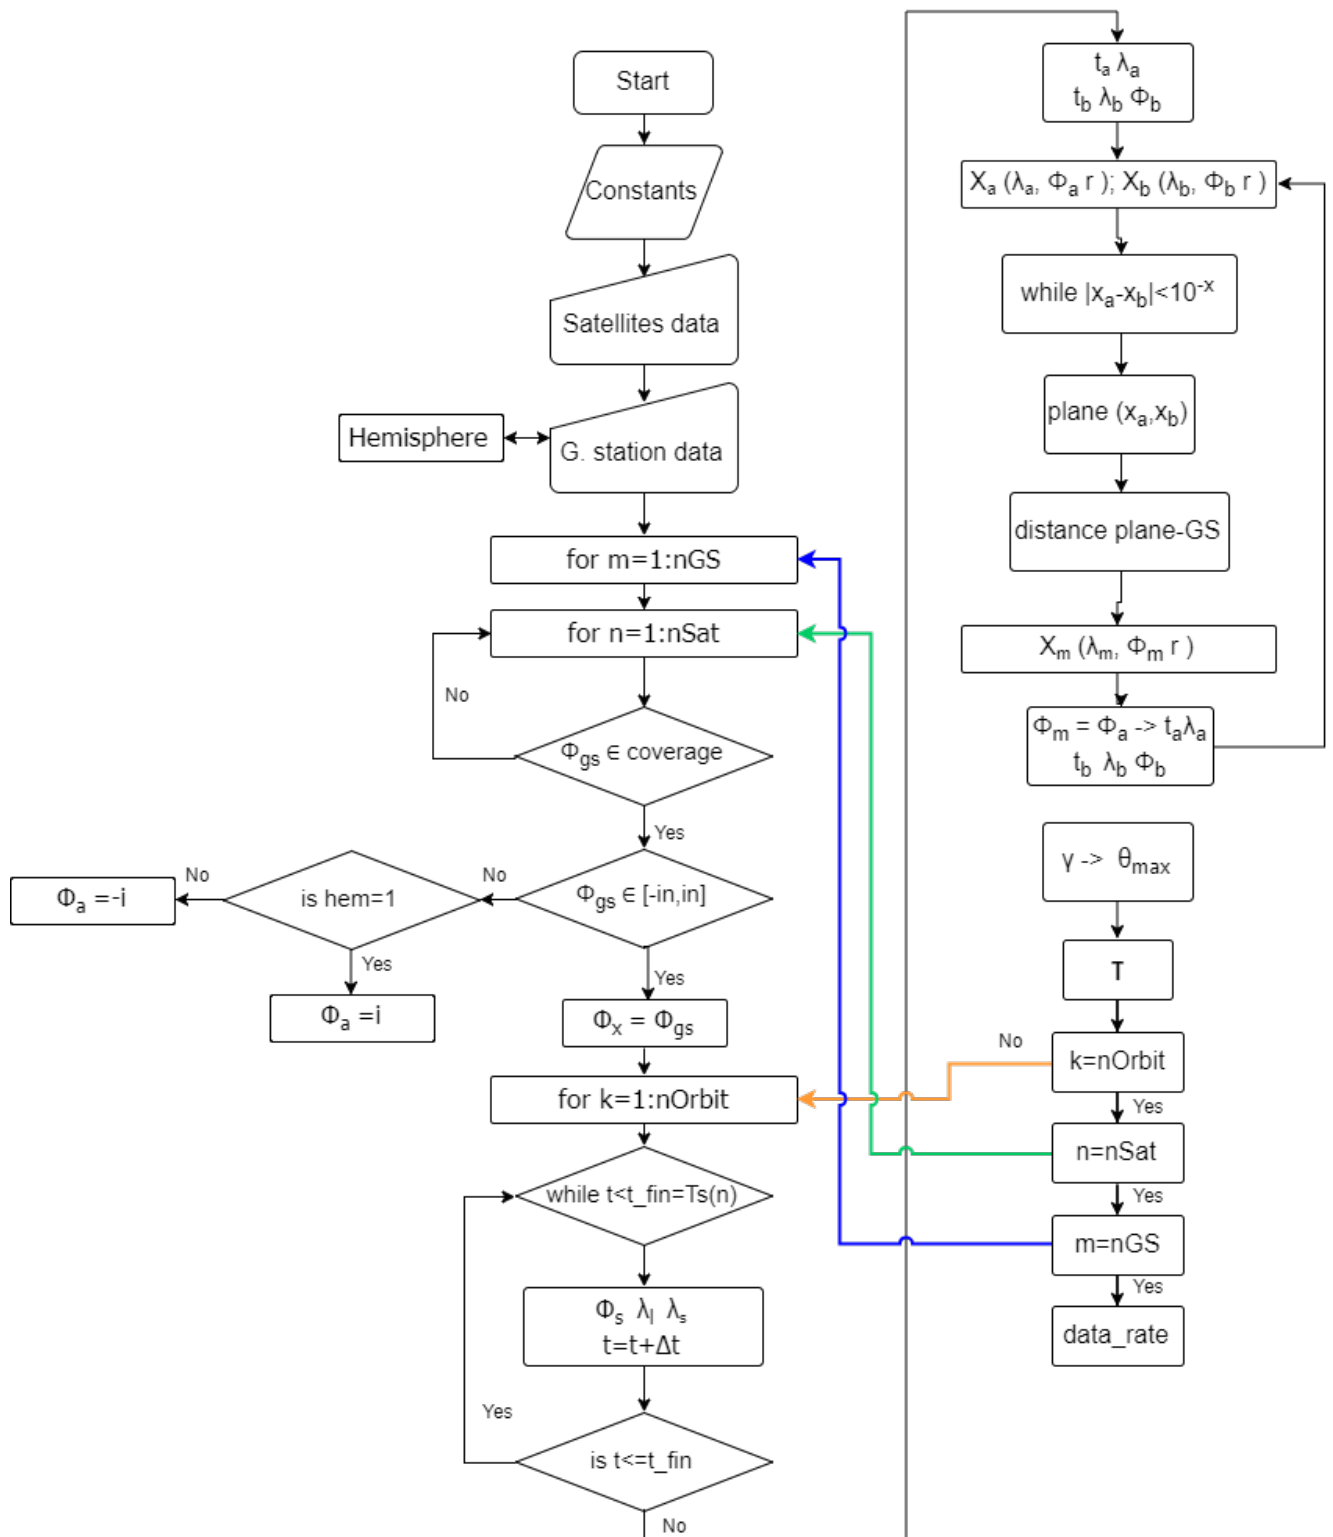 Start
Constants
Satellites data
Hemisphere
G. station data
for m=1:nGS
for n=1:nSat
No
Φgs ∈ coverage
Yes
Φgs ∈ [-in,in]
No
is hem=1
No
Φa =-i
Yes
Φa =i
Yes
Φx = Φgs
for k=1:nOrbit
while t<t_fin=Ts(n)
Φs λl λs
t=t+Δt
Yes
is t<=t_fin
No
ta λa
tb λb Φb
Xa (λa, Φa r ); Xb (λb, Φb r )
while |xa-xb|<10^-x
plane (xa,xb)
distance plane-GS
Xm (λm, Φm r )
Φm = Φa -> taλa
tb λb Φb
γ -> θmax
T
No
k=nOrbit
Yes
n=nSat
Yes
m=nGS
Yes
data_rate